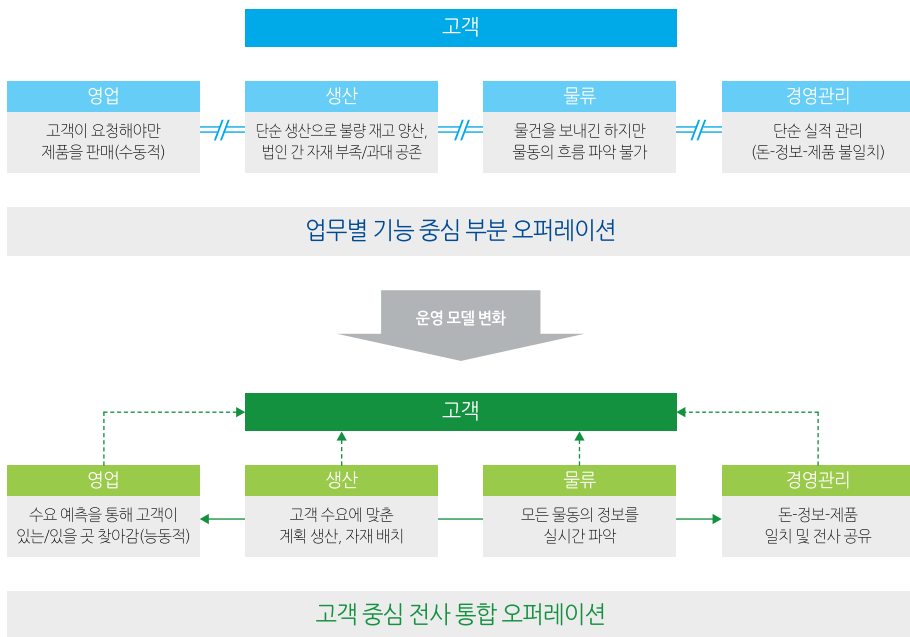 고객
영업
고객이 요청해야만
제품을 판매(수동적)
생산
단순 생산으로 불량 재고 양산,
법인 간 자재 부족/과대 공존
물류
물건을 보내긴 하지만
물동의 흐름 파악 불가
경영관리
단순 실적 관리
(돈-정보-제품 불일치)
업무별 기능 중심 부분 오퍼레이션
운영 모델 변화
고객
영업
수요 예측을 통해 고객이
있는/있을 곳 찾아감(능동적)
생산
고객 수요에 맞춘
계획 생산, 자재 배치
물류
모든 물동의 정보를
실시간 파악
경영관리
돈-정보-제품
일치 및 전사 공유
고객 중심 전사 통합 오퍼레이션